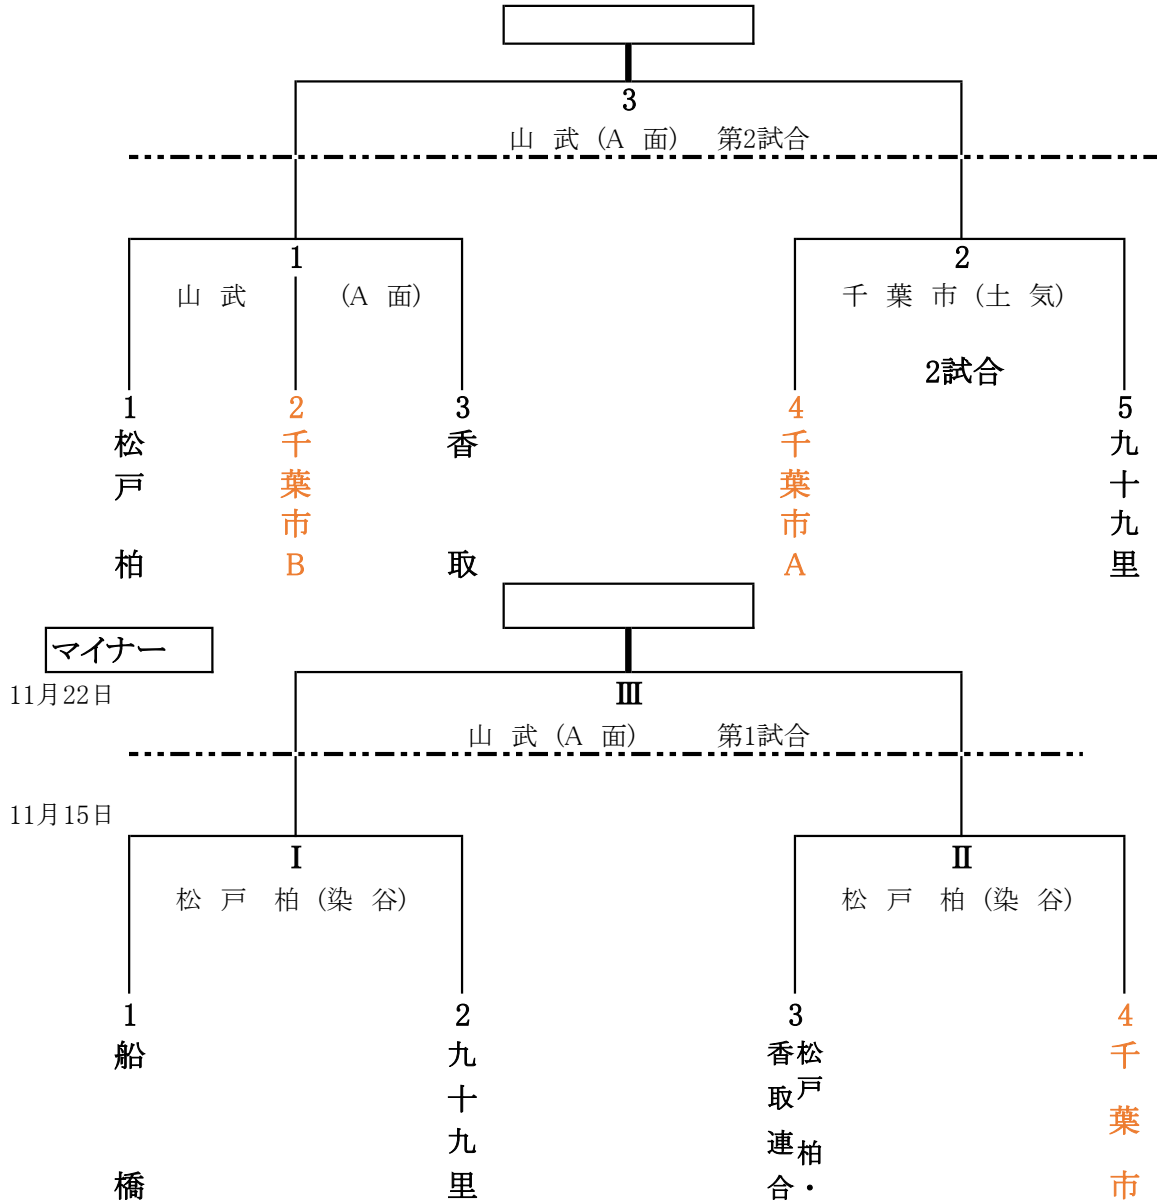 3
山 武 (A 面) 第2試合
1
山 武 (A 面)
2
千 葉 市 (土 気)
2試合
1
松戸 柏
2
千葉市B
3
香 取
4
千葉市A
5
九十九里
マイナー
11月22日
Ⅲ
山 武 (A 面) 第1試合
11月15日
Ⅰ
松 戸 柏 (染 谷)
Ⅱ
松 戸 柏 (染 谷)
1
船 橋
2
九十九里
3
松戸 柏・
香取連合
4
千葉市